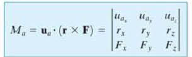 M_a = u_a · (r × F) = | u_{a_x} u_{a_y} u_{a_z} |
| r_x r_y r_z |
| F_x F_y F_z |